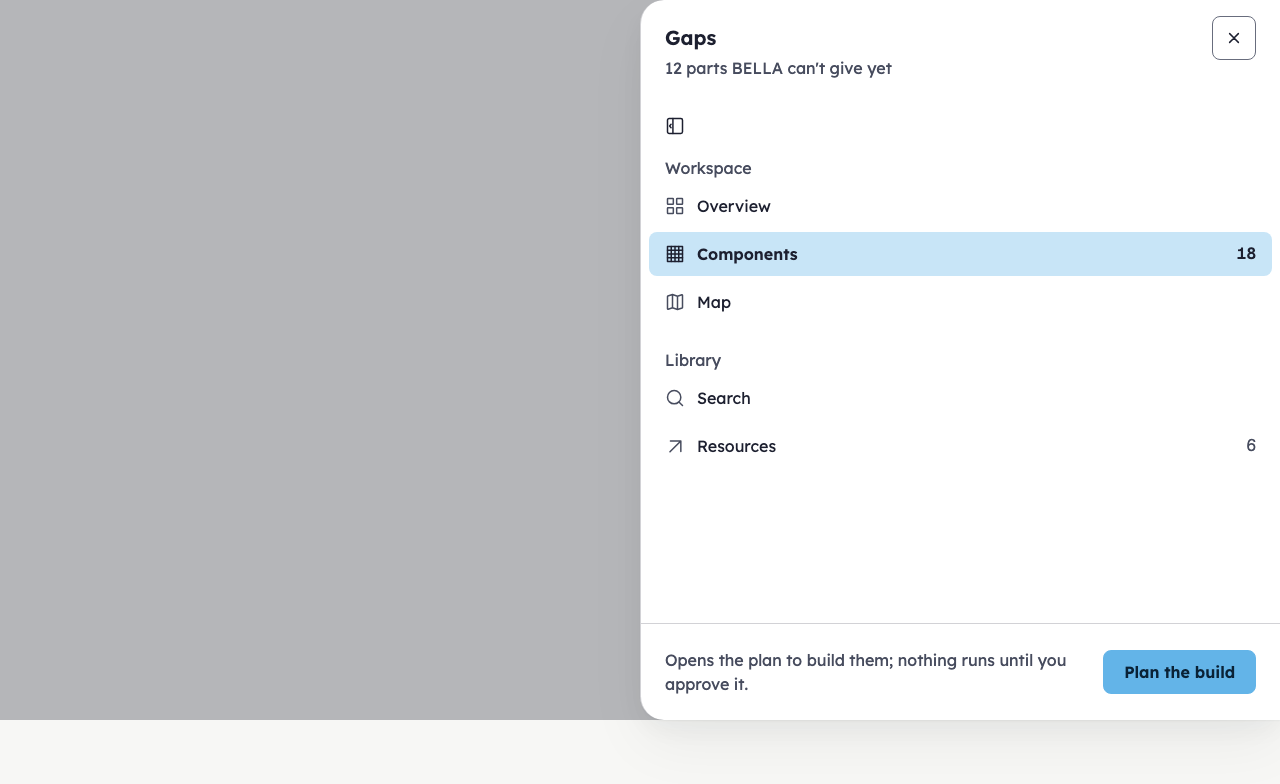 Gaps
12 parts BELLA can't give yet
Workspace
Overview
Components 18
Map
Library
Search
Resources 6
Opens the plan to build them; nothing runs until you
approve it.
Plan the build